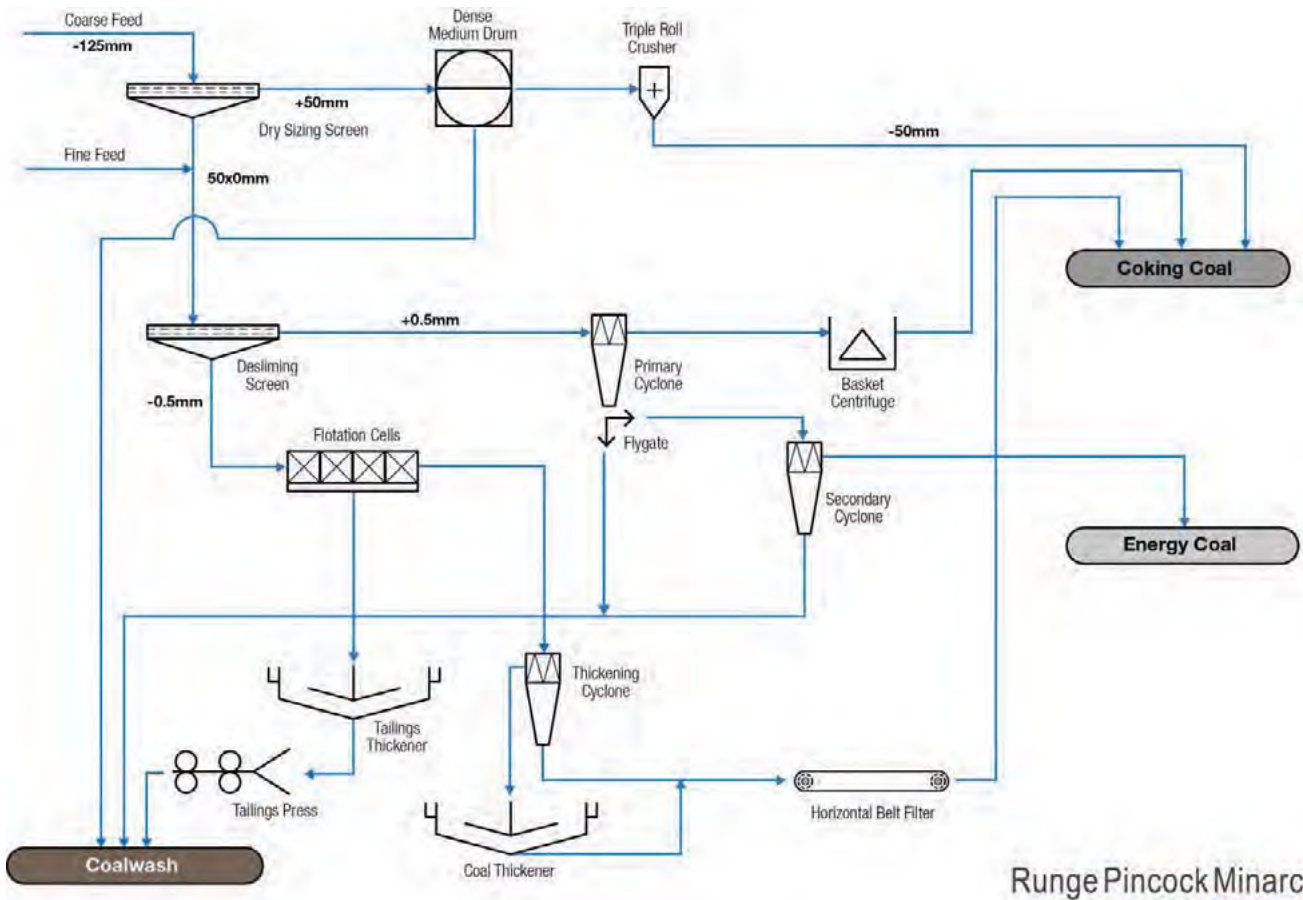 Coarse Feed
-125mm
Dense
Medium Drum
Triple Roll
Crusher
+50mm
Dry Sizing Screen
-50mm
Fine Feed
50x0mm
Coking Coal
+0.5mm
Desliming
Screen
Primary
Cyclone
Basket
Centrifuge
-0.5mm
Flotation Cells
Flygate
Secondary
Cyclone
Energy Coal
Thickening
Cyclone
Tailings
Thickener
Tailings Press
Horizontal Belt Filter
Coalwash
Coal Thickener
Runge Pincock Minarc